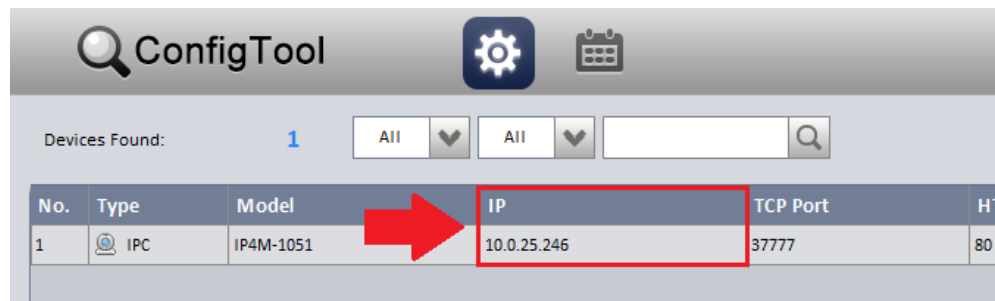 ConfigTool
Devices Found: 1 All All
No. Type Model IP TCP Port
1 IPC IP4M-1051 10.0.25.246 37777 80